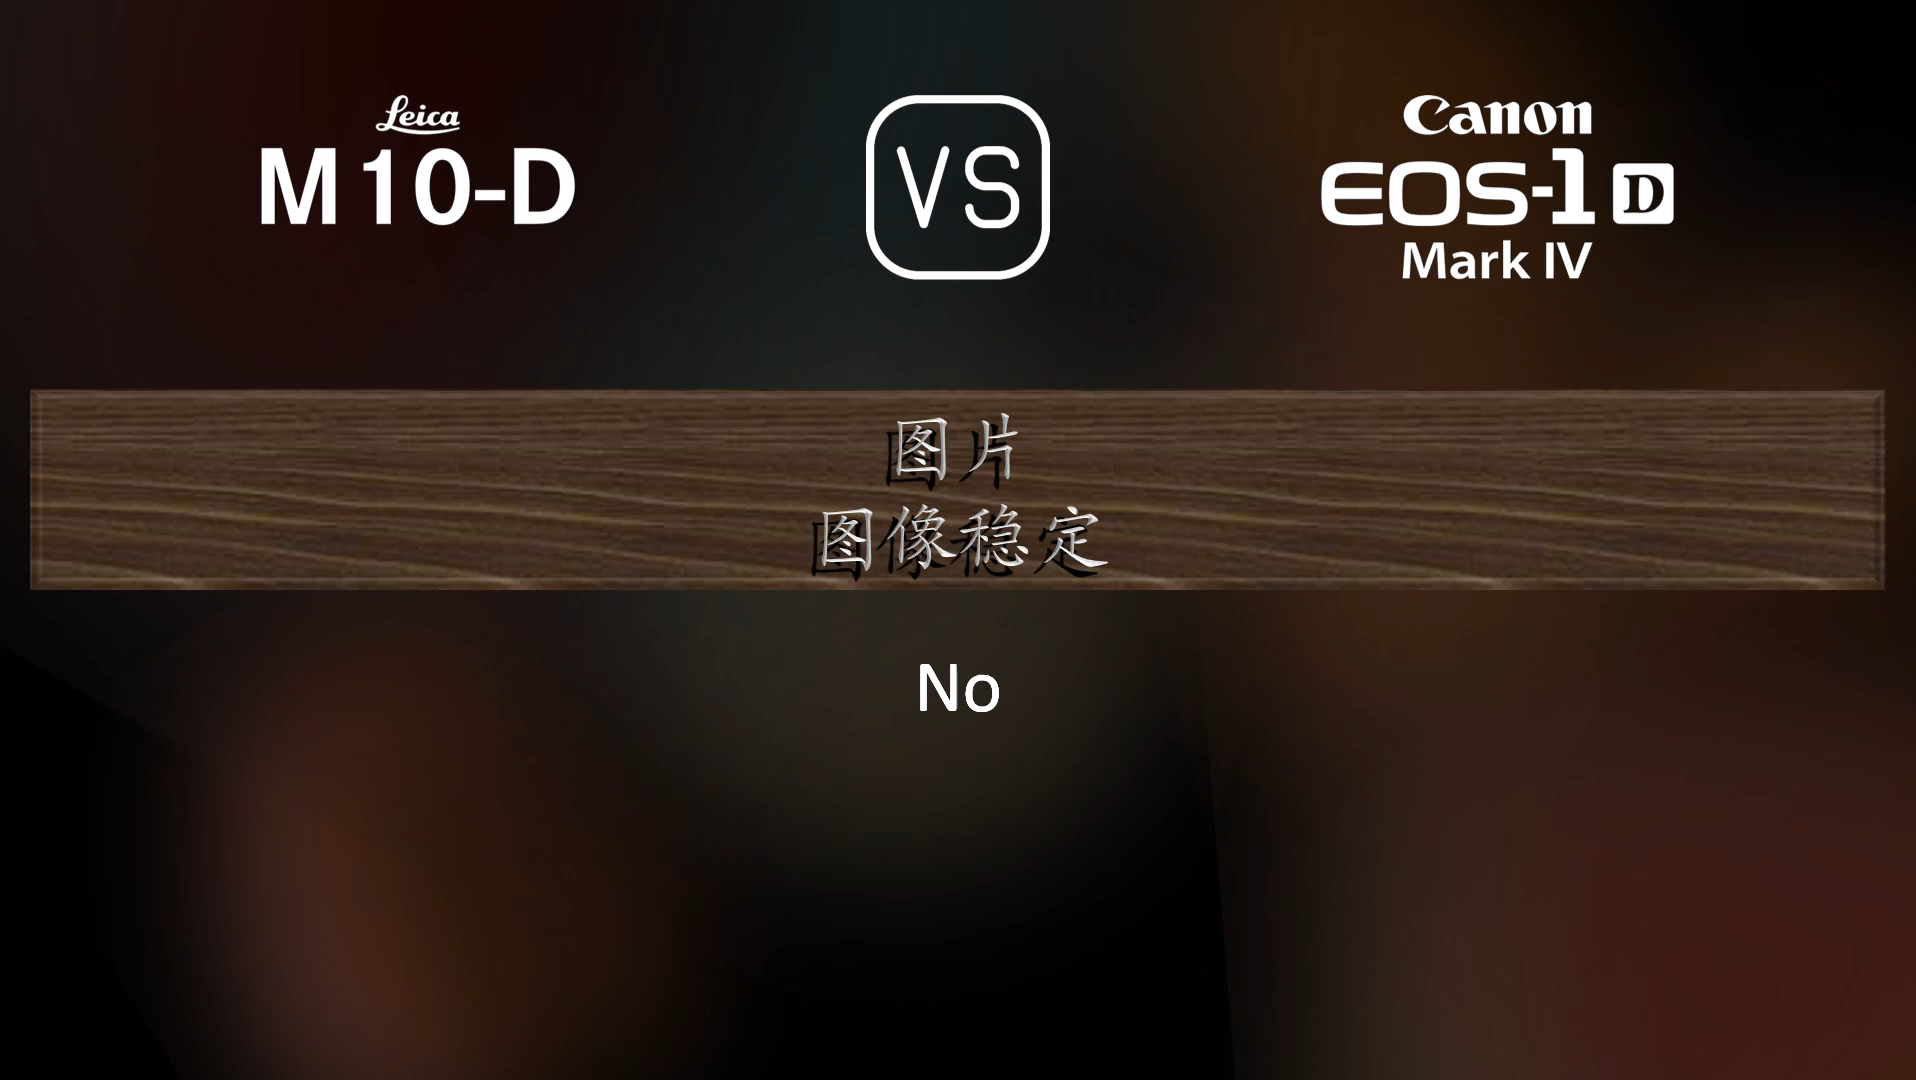 Leica
M10-D
VS
Canon
EOS-1D
Mark IV
图片
图像稳定
No